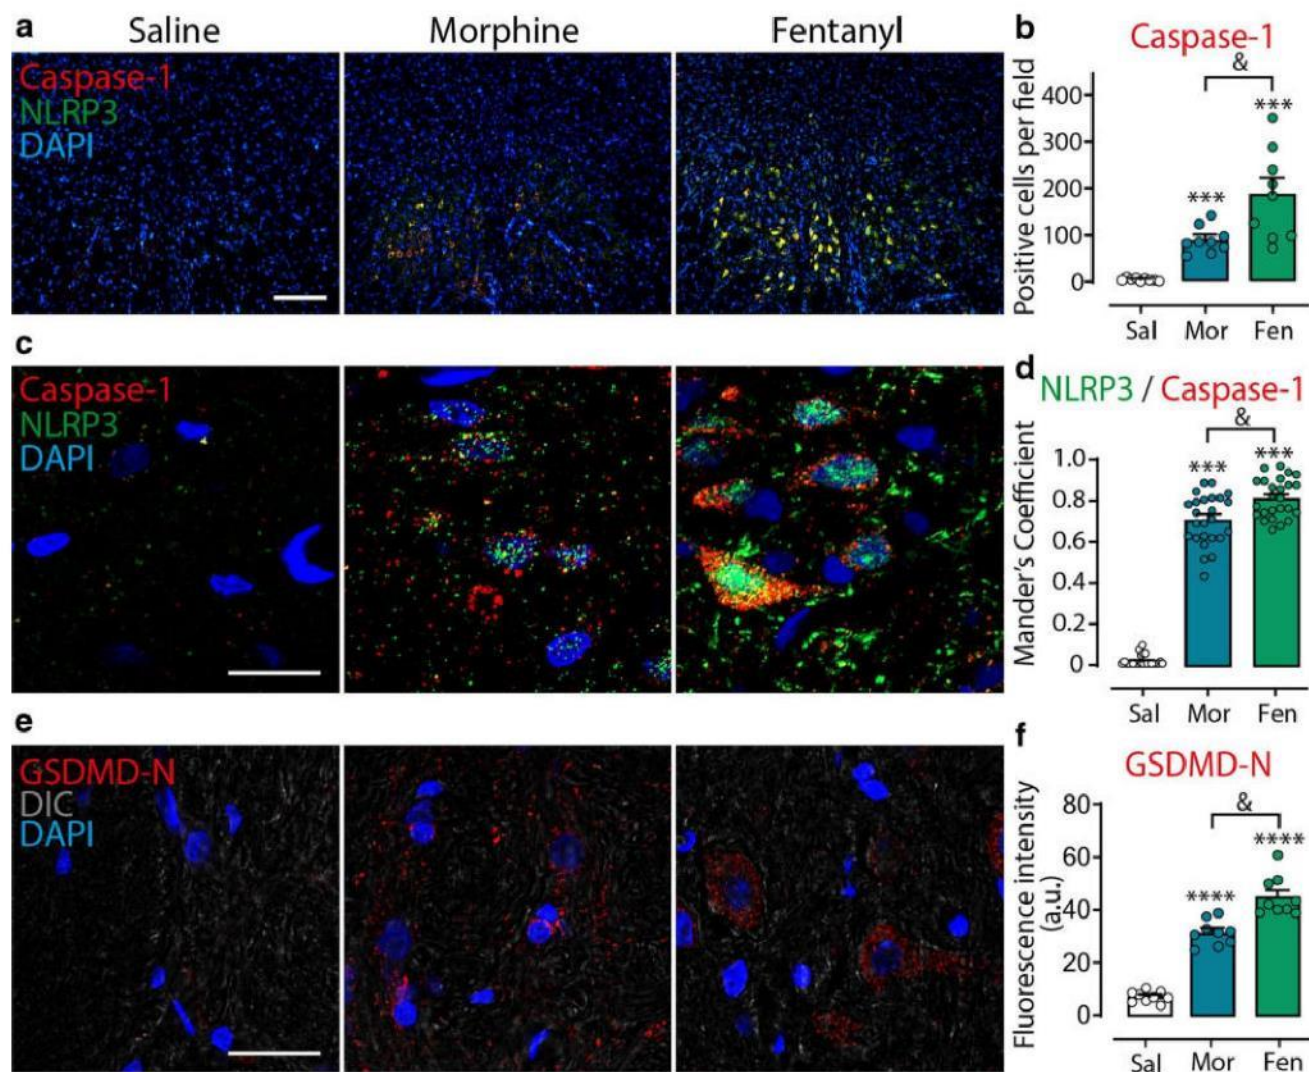 a Saline Morphine Fentanyl
Caspase-1
NLRP3
DAPI
b Caspase-1
&
***
***
Positive cells per field
400
300
200
100
0
Sal Mor Fen
c
Caspase-1
NLRP3
DAPI
d NLRP3 / Caspase-1
&
***
***
Mander's Coefficient
1.0
0.8
0.6
0.4
0.2
0
Sal Mor Fen
e
GSDMD-N
DIC
DAPI
f GSDMD-N
&
****
****
Fluorescence intensity
(a.u.)
80
60
40
20
0
Sal Mor Fen